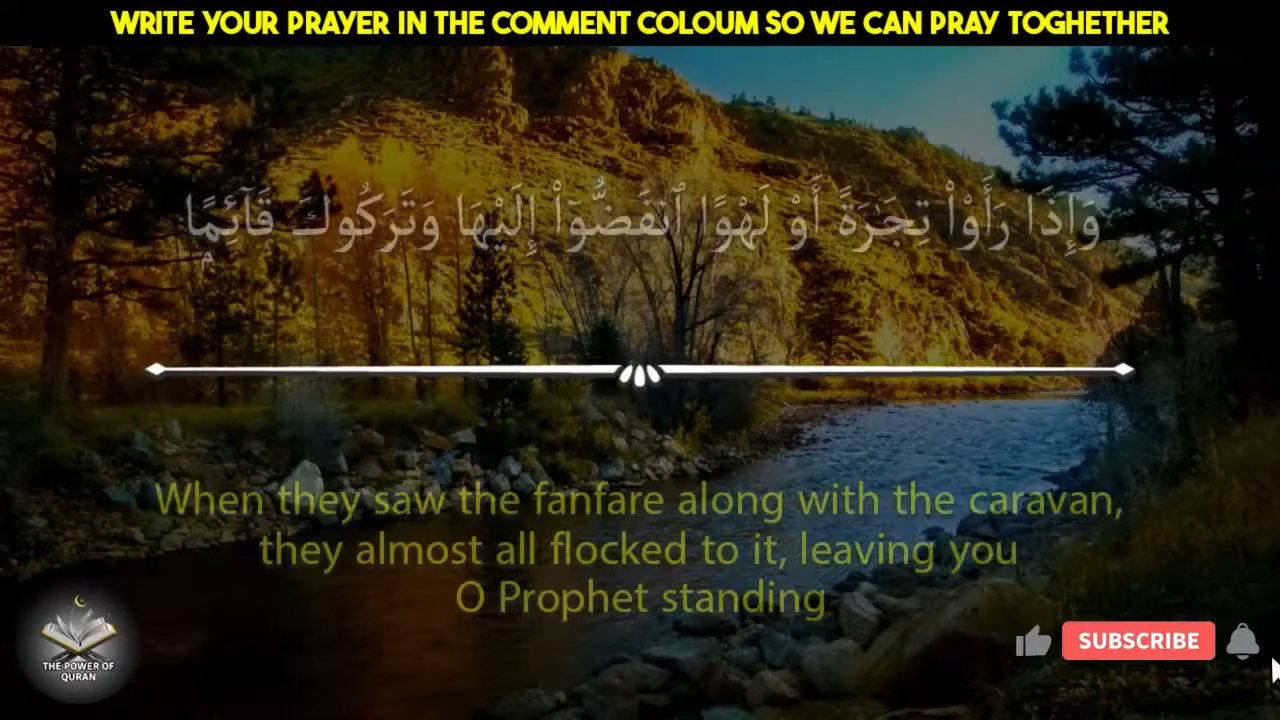 WRITE YOUR PRAYER IN THE COMMENT COLOUM SO WE CAN PRAY TOGHETHER
وَإِذَا رَأَوْا۟ تِجَـٰرَةً أَوْ لَهْوًا ٱنفَضُّوٓا۟ إِلَيْهَا وَتَرَكُوكَ قَآئِمًۭا
When they saw the fanfare along with the caravan,
they almost all flocked to it, leaving you
O Prophet standing
THE POWER OF
QURAN
SUBSCRIBE